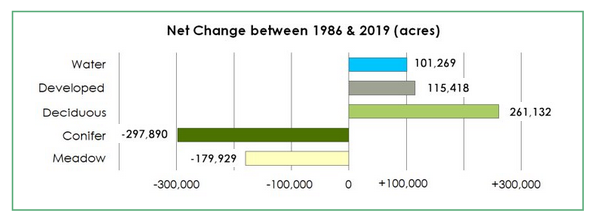 Net Change between 1986 & 2019 (acres)
Water 101,269
Developed 115,418
Deciduous 261,132
Conifer -297,890
Meadow -179,929
-300,000 -100,000 0 +100,000 +300,000